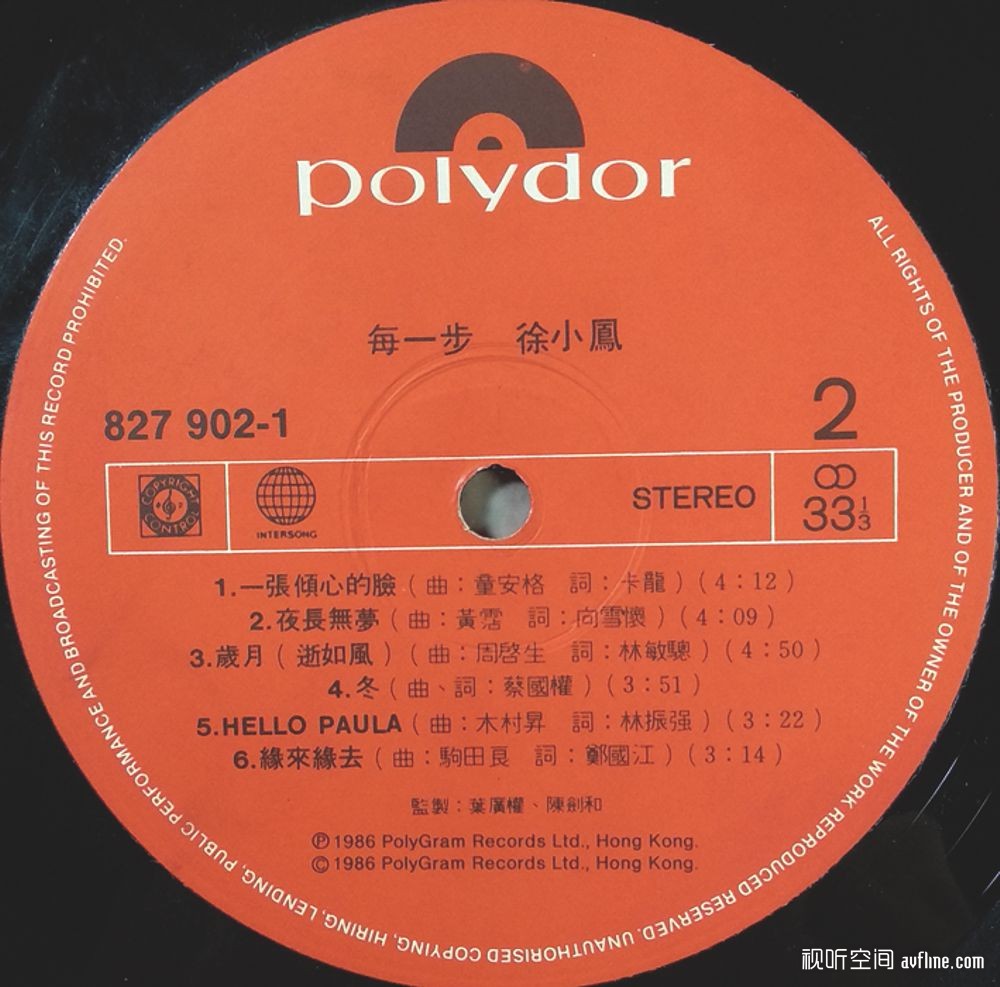 polydor
每一步 徐小鳳
827 902-1
2
COPYRIGHT CONTROL
INTERSONG
STEREO
33 1/3
1.一張傾心的臉(曲:童安格 詞:卡龍)(4:12)
2.夜長無夢(曲:黃霑 詞:向雪懷)(4:09)
3.歲月(逝如風)(曲:周啓生 詞:林敏驄)(4:50)
4.冬(曲、詞:蔡國權)(3:51)
5.HELLO PAULA(曲:木村昇 詞:林振强)(3:22)
6.緣來緣去(曲:駒田良 詞:鄭國江)(3:14)
監製:葉廣權、陳劍和
Ⓟ1986 PolyGram Records Ltd., Hong Kong.
©1986 PolyGram Records Ltd., Hong Kong.
ALL RIGHTS OF THE PRODUCER AND OF THE OWNER OF THE WORK REPRODUCED RESERVED. UNAUTHORISED COPYING, HIRING, LENDING, PUBLIC PERFORMANCE AND BROADCASTING OF THIS RECORD PROHIBITED.
视听空间 avfline.com